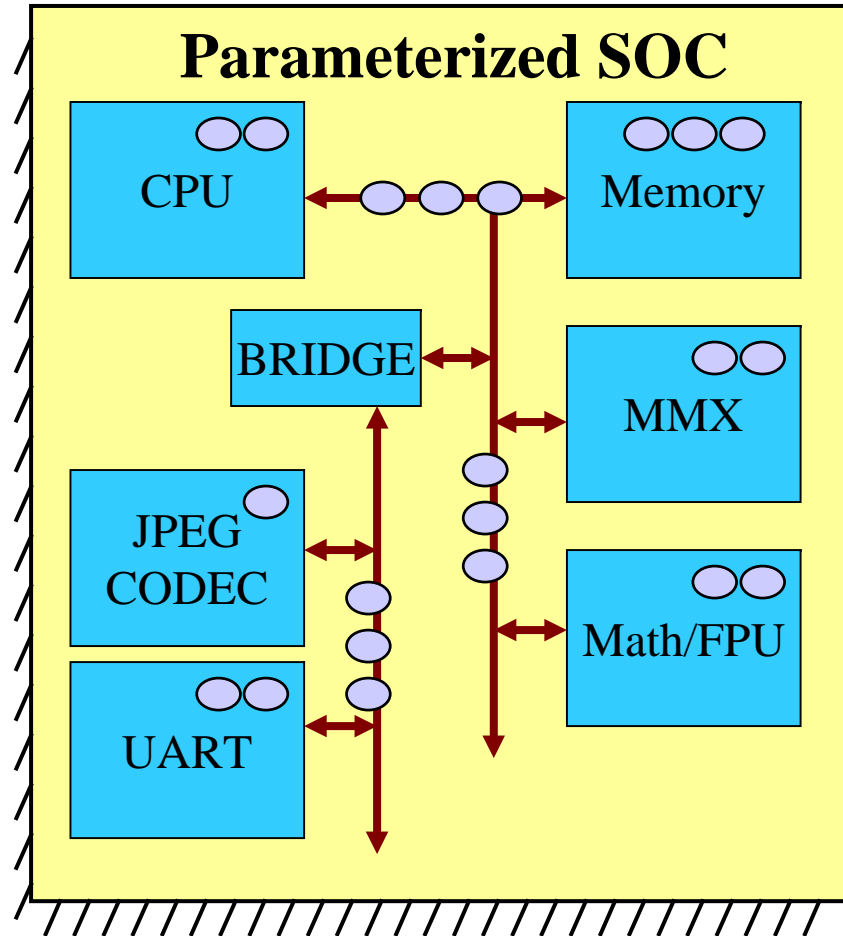 Parameterized SOC
CPU
Memory
BRIDGE
MMX
JPEG
CODEC
Math/FPU
UART